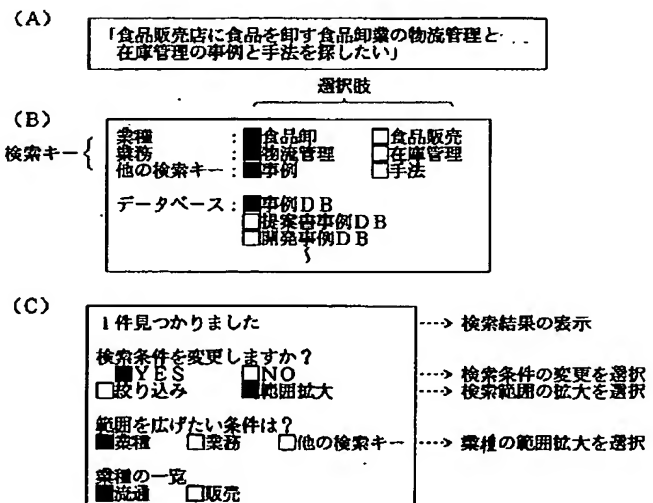 (A)
「食品販売店に食品を卸す食品卸業の物流管理と
在庫管理の事例と手法を探したい」
選択肢
(B)
検索キー
業種 : ■食品卸 □食品販売
業務 : ■物流管理 □在庫管理
他の検索キー : ■事例 □手法
データベース : ■事例DB
□提案書事例DB
□開発事例DB
(C)
1件見つかりました ----> 検索結果の表示
検索条件を変更しますか?
■YES □NO ----> 検索条件の変更を選択
□絞り込み ■範囲拡大 ----> 検索範囲の拡大を選択
範囲を広げたい条件は?
■業種 □業務 □他の検索キー ----> 業種の範囲拡大を選択
業種の一覧
■流通 □販売